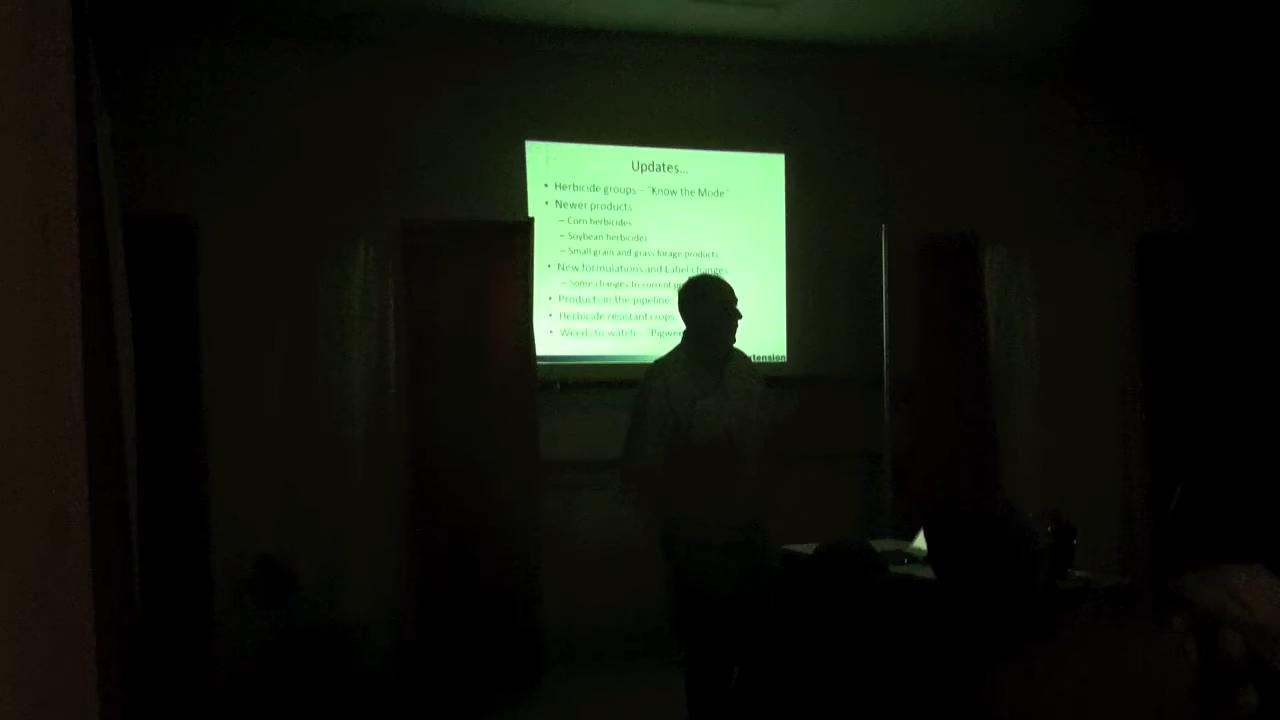 Updates...
• Herbicide groups – "Know the Mode"
• Newer products
– Corn herbicides
– Soybean herbicides
– Small grain and grass forage products
• New formulations and Label changes
– Some changes to current
• Products in the pipeline
• Herbicide resistant crops
• Weeds to watch –
tension